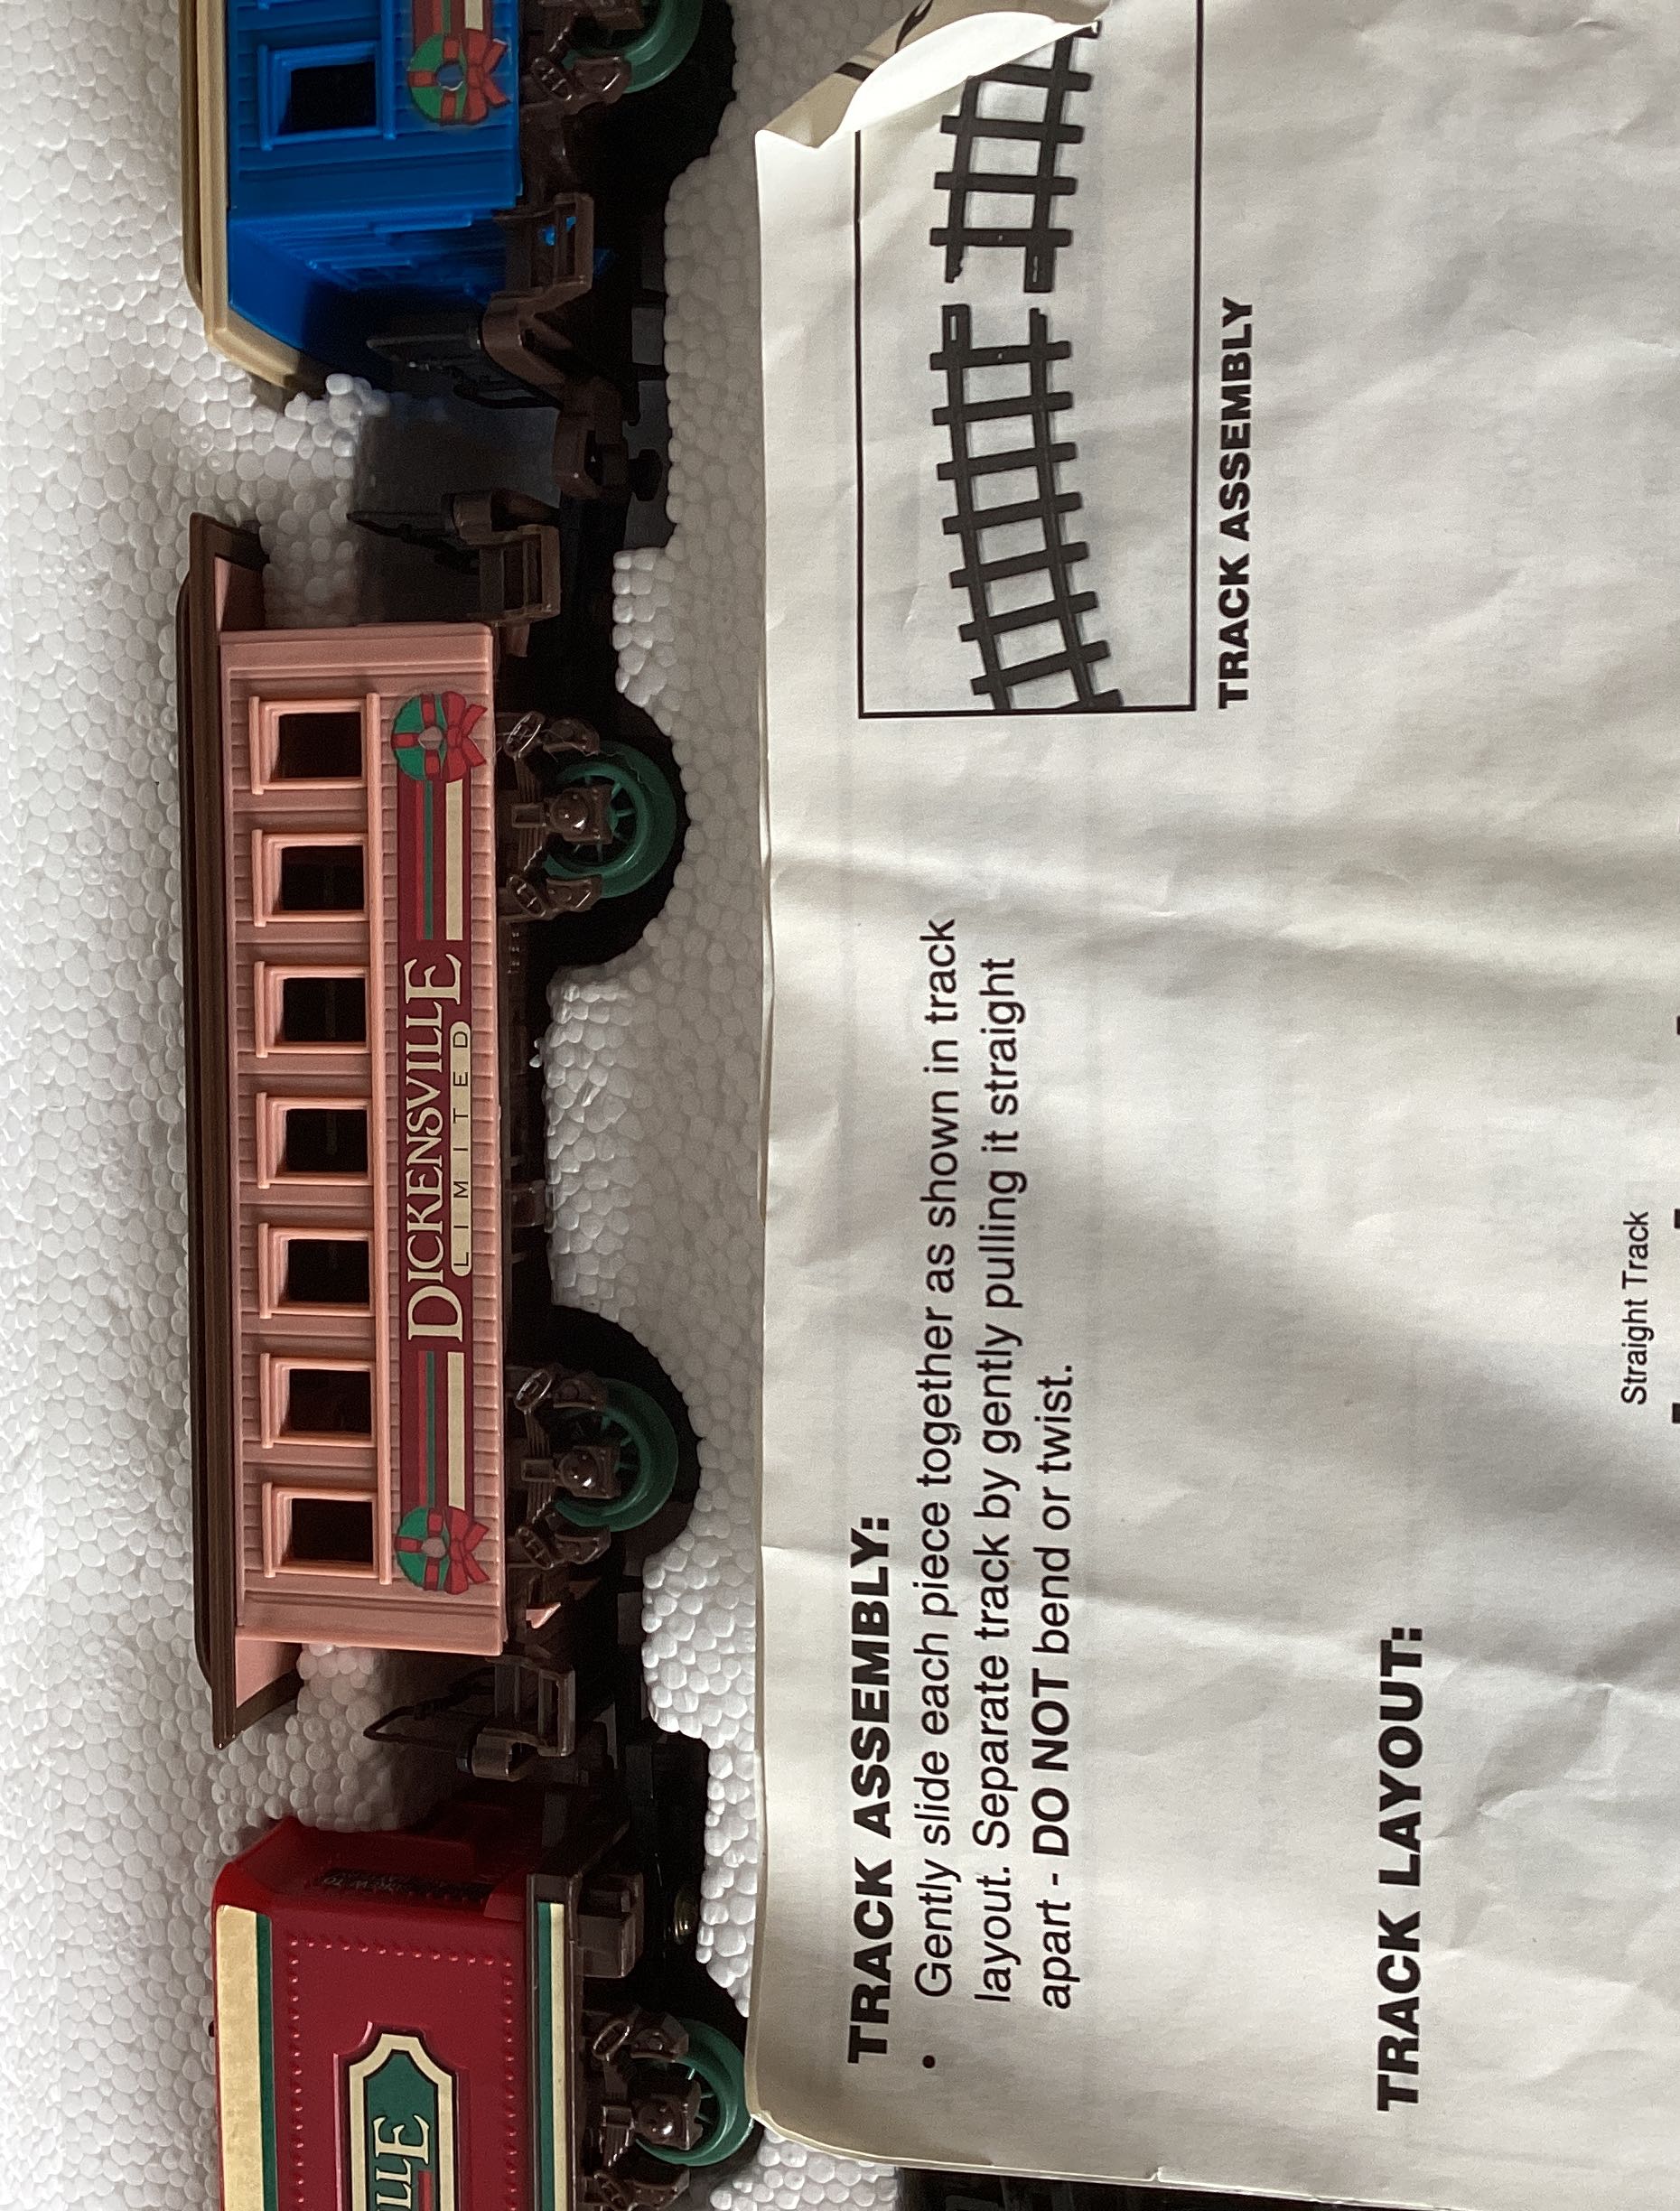 DICKENSVILLE
LIMITED
TRACK ASSEMBLY:
• Gently slide each piece together as shown in track
layout. Separate track by gently pulling it straight
apart - DO NOT bend or twist.
TRACK ASSEMBLY
TRACK LAYOUT:
Straight Track